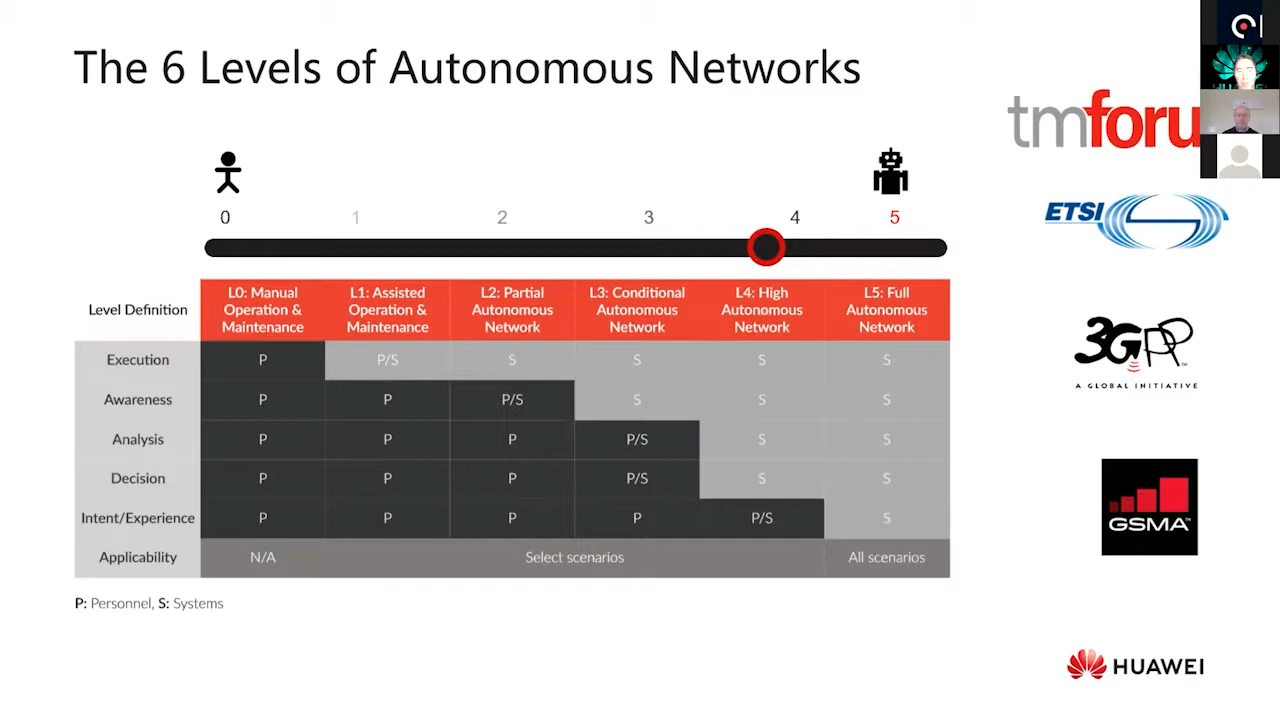 The 6 Levels of Autonomous Networks
tmforu
ETSI
0 1 2 3 4 5
Level Definition
L0: Manual Operation & Maintenance
L1: Assisted Operation & Maintenance
L2: Partial Autonomous Network
L3: Conditional Autonomous Network
L4: High Autonomous Network
L5: Full Autonomous Network
Execution P P/S S S S S
Awareness P P P/S S S S
Analysis P P P P/S S S
Decision P P P P/S S S
Intent/Experience P P P P P/S S
Applicability N/A Select scenarios All scenarios
P: Personnel, S: Systems
3GPP
TM
A GLOBAL INITIATIVE
GSMA™
HUAWEI